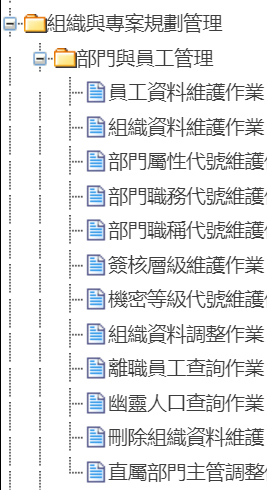 組織與專案規劃管理
部門與員工管理
員工資料維護作業
組織資料維護作業
部門屬性代號維護
部門職務代號維護
部門職稱代號維護
簽核層級維護作業
機密等級代號維護
組織資料調整作業
離職員工查詢作業
幽靈人口查詢作業
刪除組織資料維護
直屬部門主管調整